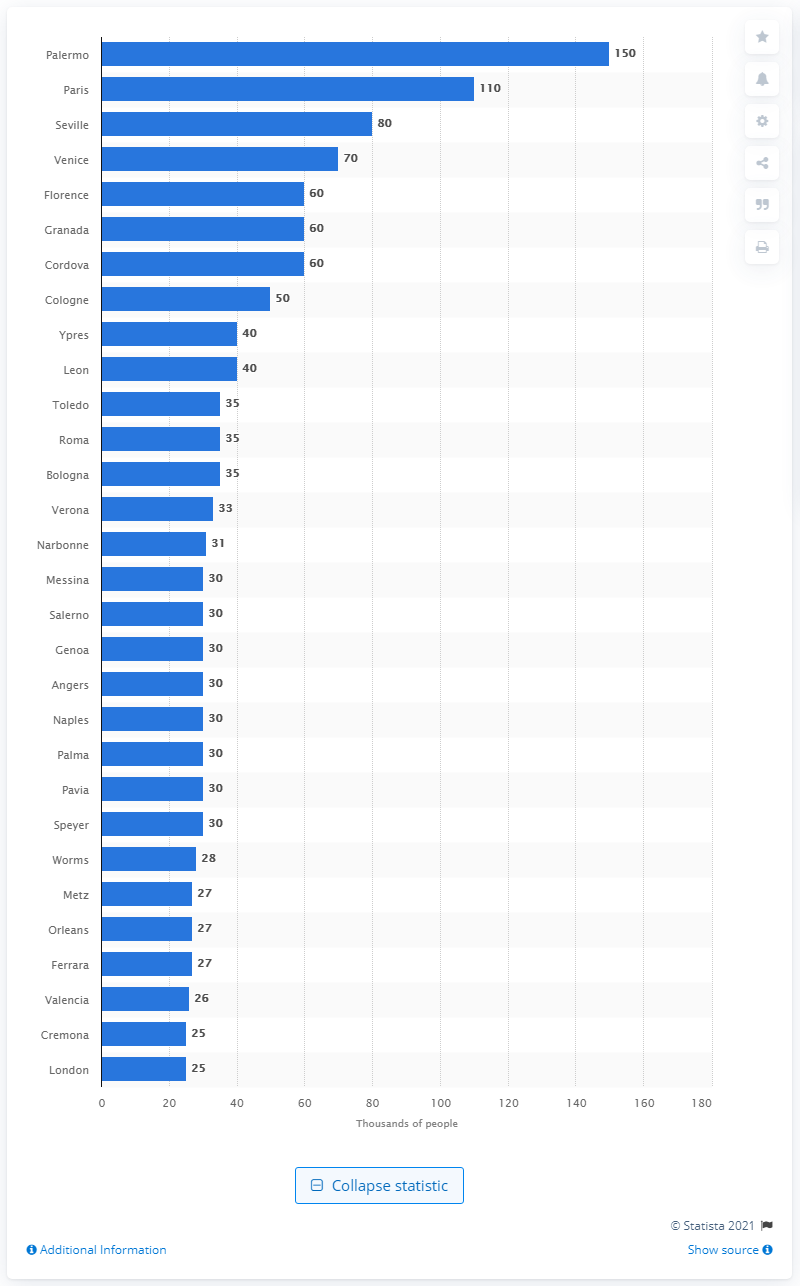 Palermo 150
Paris 110
Seville 80
Venice 70
Florence 60
Granada 60
Cordova 60
Cologne 50
Ypres 40
Leon 40
Toledo 35
Roma 35
Bologna 35
Verona 33
Narbonne 31
Messina 30
Salerno 30
Genoa 30
Angers 30
Naples 30
Palma 30
Pavia 30
Speyer 30
Worms 28
Metz 27
Orleans 27
Ferrara 27
Valencia 26
Cremona 25
London 25
0 20 40 60 80 100 120 140 160 180
Thousands of people
Collapse statistic
© Statista 2021
Additional Information Show source